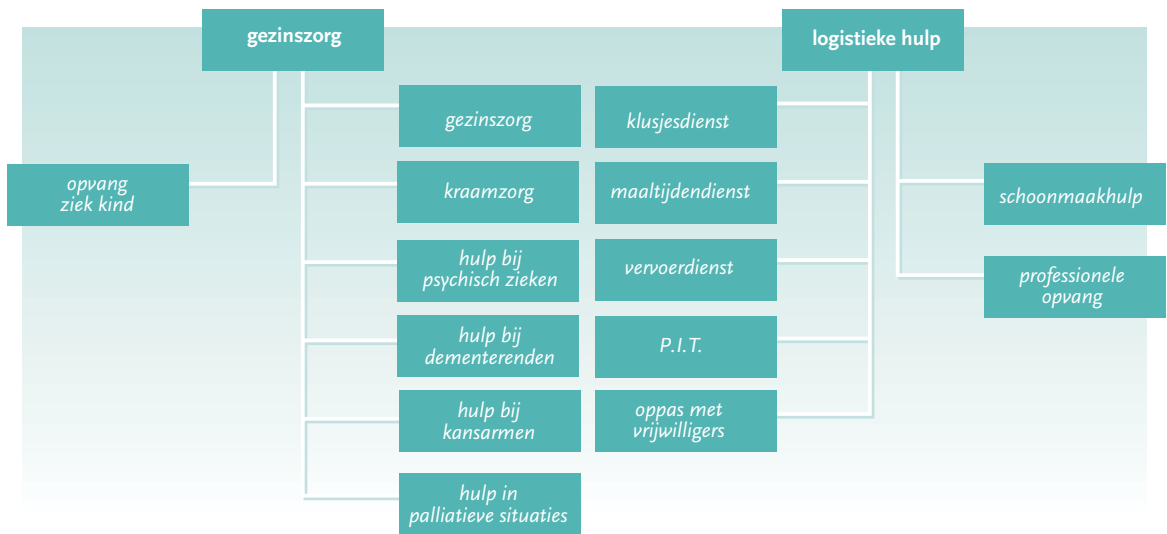 gezinszorg
logistieke hulp
opvang
ziek kind
gezinszorg
kraamzorg
hulp bij
psychisch zieken
hulp bij
dementerenden
hulp bij
kansarmen
hulp in
palliatieve situaties
klusjesdienst
maaltijdendienst
vervoerdienst
P.I.T.
oppas met
vrijwilligers
schoonmaakhulp
professionele
opvang